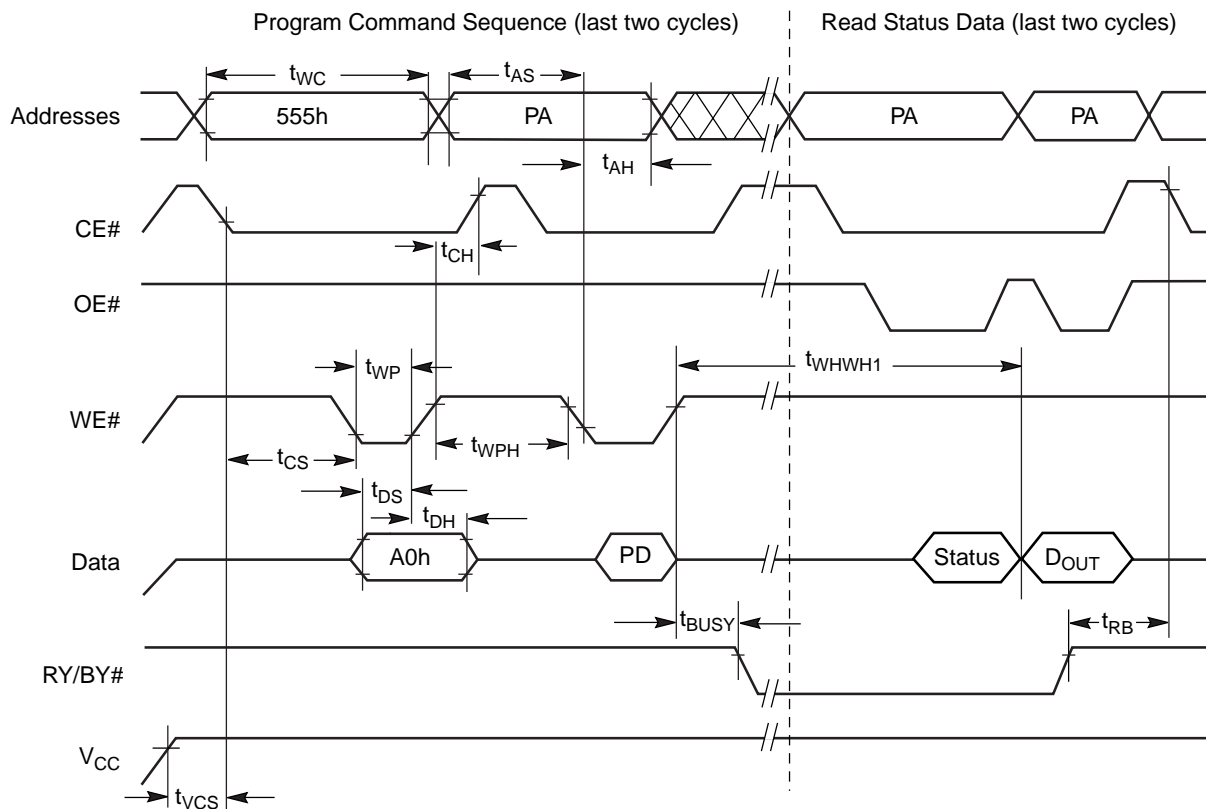 Program Command Sequence (last two cycles)
Read Status Data (last two cycles)
tWC
tAS
Addresses
555h
PA
PA
PA
tAH
CE#
tCH
OE#
tWP
tWHWH1
WE#
tWPH
tCS
tDS
tDH
Data
A0h
PD
Status
DOUT
tBUSY
tRB
RY/BY#
VCC
tVCS